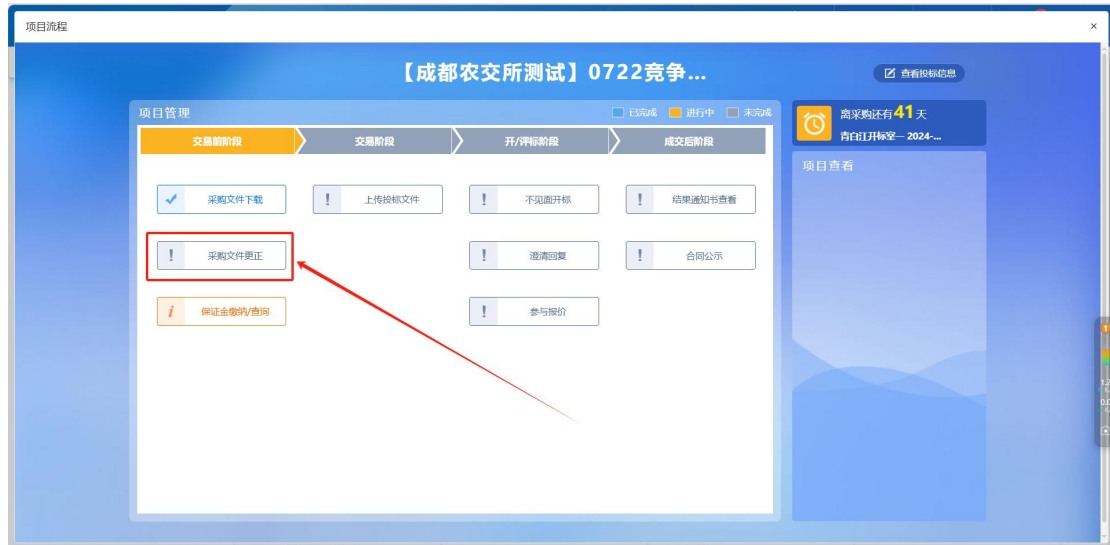 项目流程
×
【成都农交所测试】0722竞争...
查看投标信息
项目管理
已完成 进行中 未完成
离采购还有41天
青白江开标室— 2024-...
交易前阶段 交易阶段 开/评标阶段 成交后阶段
项目查看
采购文件下载 ! 上传投标文件 ! 不见面开标 ! 结果通知书查看
! 采购文件更正 ! 澄清回复 ! 合同公示
i 保证金缴纳/查询 ! 参与报价